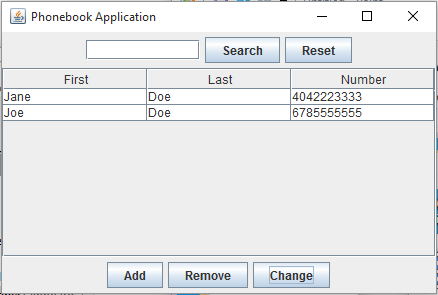 Phonebook Application
Search Reset
First Last Number
Jane Doe 4042223333
Joe Doe 6785555555
Add Remove Change